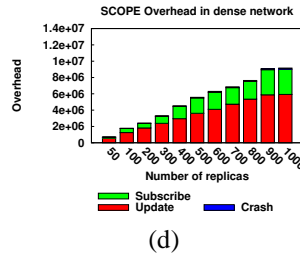 SCOPE Overhead in dense network
1.4e+07
1.2e+07
1e+07
8e+06
6e+06
4e+06
2e+06
0
Overhead
50 100 200 300 400 500 600 700 800 900 1000
Number of replicas
Subscribe
Update Crash
(d)